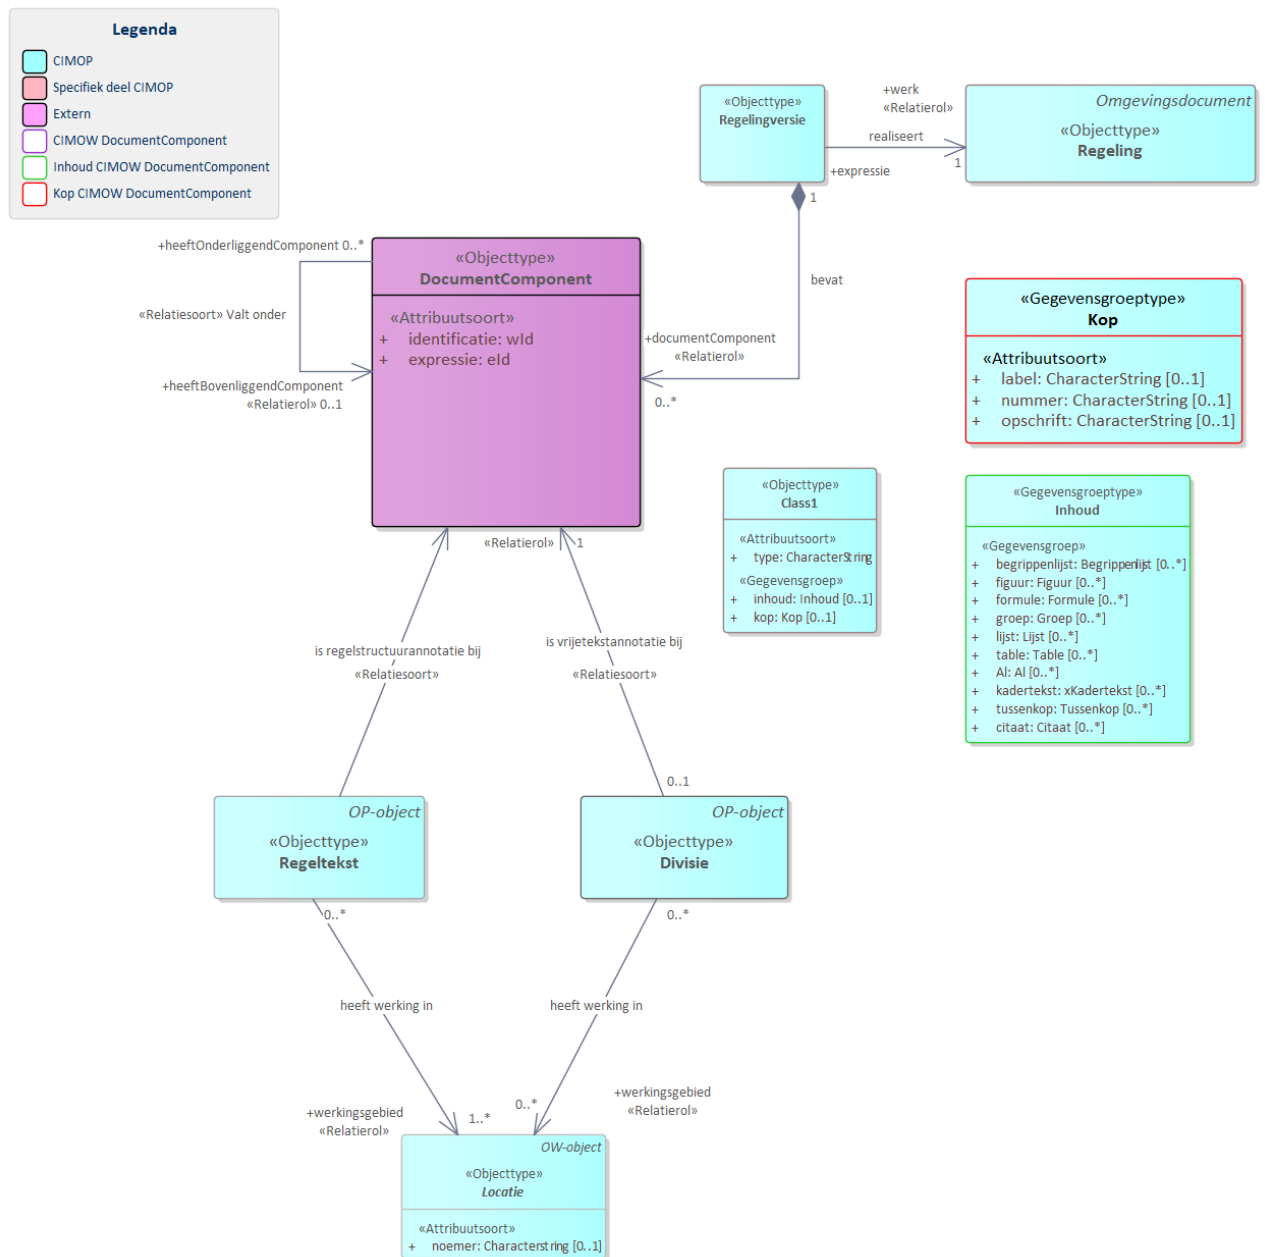 Legenda
CIMOP
Specifiek deel CIMOP
Extern
CIMOW DocumentComponent
Inhoud CIMOW DocumentComponent
Kop CIMOW DocumentComponent
«Objecttype»
Regelingversie
+werk
«Relatierol»
realiseert
1
+expressie
Omgevingsdocument
«Objecttype»
Regeling
1
bevat
+documentComponent
«Relatierol»
0..*
+heeftOnderliggendComponent 0..*
«Relatiesoort» Valt onder
+heeftBovenliggendComponent
«Relatierol» 0..1
«Objecttype»
DocumentComponent
«Attribuutsoort»
+ identificatie: wId
+ expressie: eId
«Gegevensgroeptype»
Kop
«Attribuutsoort»
+ label: CharacterString [0..1]
+ nummer: CharacterString [0..1]
+ opschrift: CharacterString [0..1]
«Objecttype»
Class1
«Attribuutsoort»
+ type: CharacterString
«Gegevensgroep»
+ inhoud: Inhoud [0..1]
+ kop: Kop [0..1]
«Gegevensgroeptype»
Inhoud
«Gegevensgroep»
+ begrippenlijst: Begrippenlijst [0..*]
+ figuur: Figuur [0..*]
+ formule: Formule [0..*]
+ groep: Groep [0..*]
+ lijst: Lijst [0..*]
+ table: Table [0..*]
+ Al: Al [0..*]
+ kadertekst: xKadertekst [0..*]
+ tussenkop: Tussenkop [0..*]
+ citaat: Citaat [0..*]
«Relatierol» 1
is regelstructuurannotatie bij
«Relatiesoort»
is vrijetekstannotatie bij
«Relatiesoort»
0..1
OP-object
«Objecttype»
Regeltekst
OP-object
«Objecttype»
Divisie
0..*
0..*
heeft werking in
heeft werking in
+werkingsgebied
«Relatierol»
1..*
0..*
+werkingsgebied
«Relatierol»
OW-object
«Objecttype»
Locatie
«Attribuutsoort»
+ noemer: Characterstring [0..1]